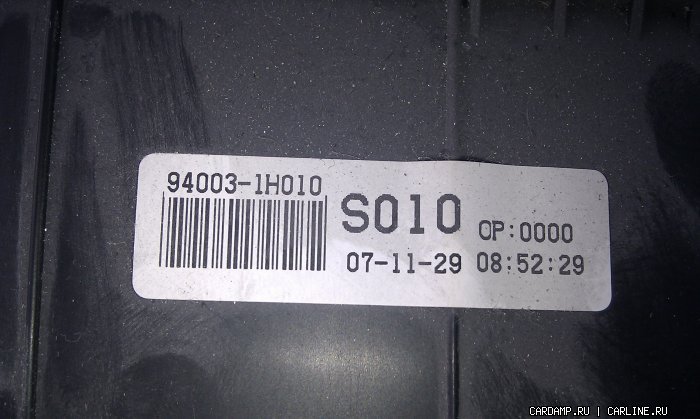 94003-1H010
S010 OP:0000
07-11-29 08:52:29
CARDAMP.RU | CARLINE.RU